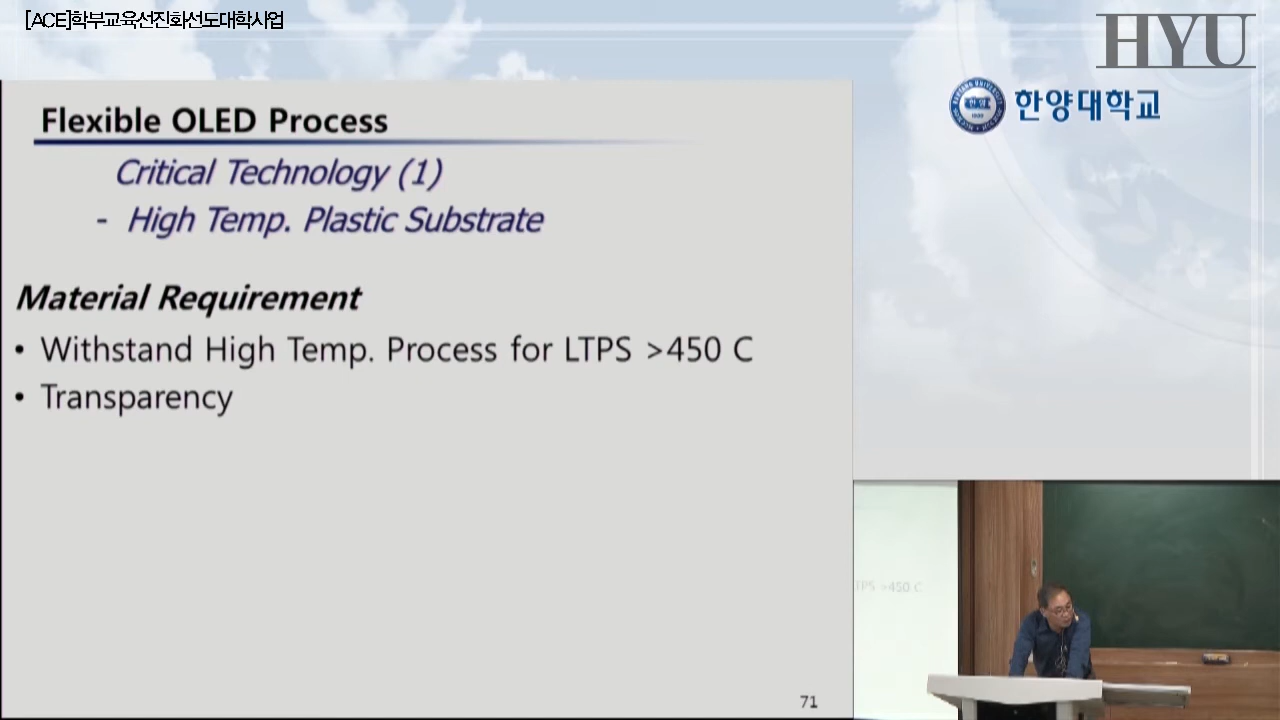 [ACE]학부교육선진화선도대학사업
HYU
한양대학교
Flexible OLED Process
Critical Technology (1)
- High Temp. Plastic Substrate
Material Requirement
• Withstand High Temp. Process for LTPS >450 C
• Transparency
TPS >450 C
71